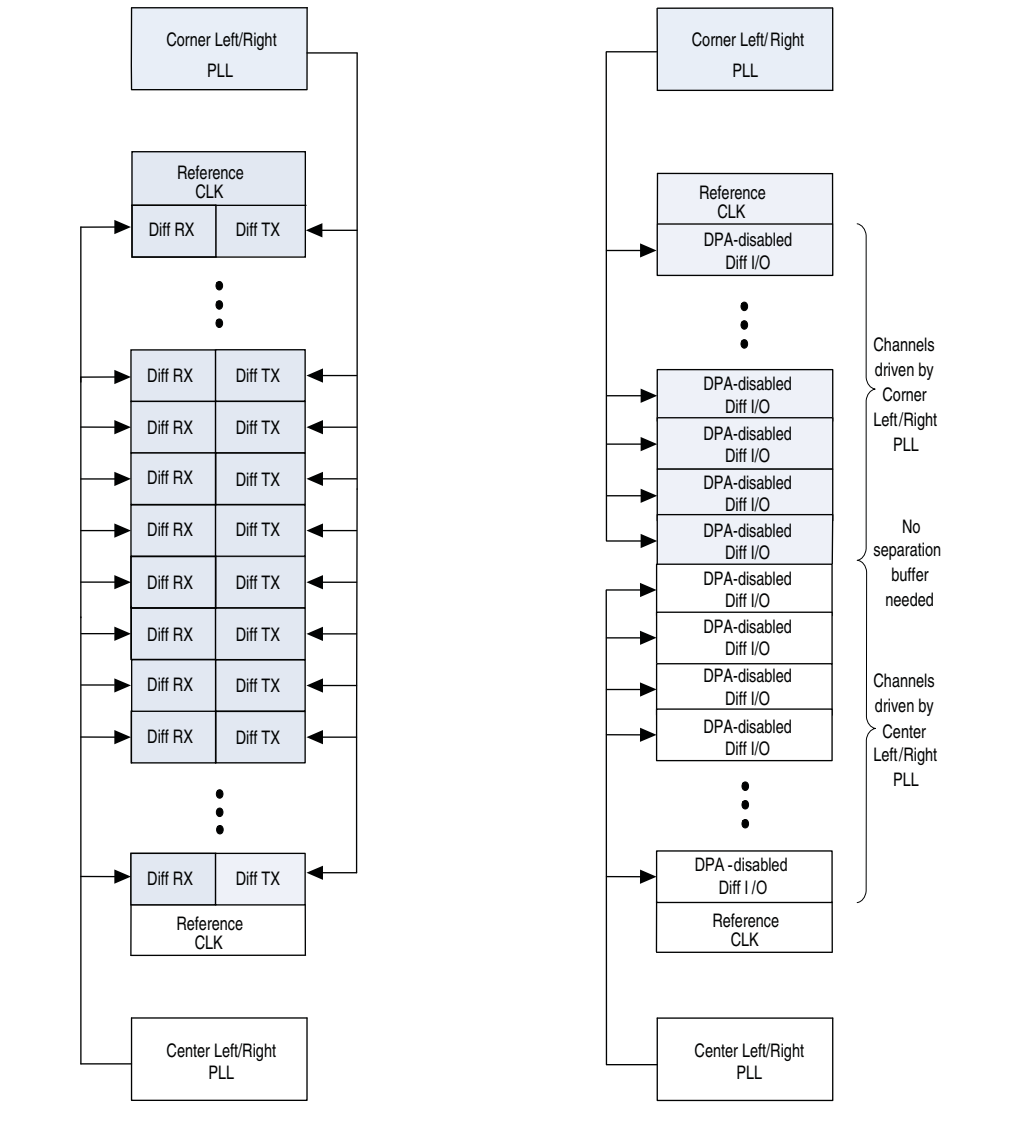 Corner Left/Right
PLL
Reference
CLK
Diff RX
Diff TX
Diff RX
Diff TX
Diff RX
Diff TX
Diff RX
Diff TX
Diff RX
Diff TX
Diff RX
Diff TX
Diff RX
Diff TX
Diff RX
Diff TX
Diff RX
Diff TX
Diff RX
Diff TX
Reference
CLK
Center Left/Right
PLL
Corner Left/Right
PLL
Reference
CLK
DPA-disabled
Diff I/O
DPA-disabled
Diff I/O
DPA-disabled
Diff I/O
DPA-disabled
Diff I/O
DPA-disabled
Diff I/O
DPA-disabled
Diff I/O
DPA-disabled
Diff I/O
DPA-disabled
Diff I/O
DPA-disabled
Diff I/O
DPA -disabled
Diff I /O
Reference
CLK
Center Left/Right
PLL
Channels
driven by
Corner
Left/Right
PLL
No
separation
buffer
needed
Channels
driven by
Center
Left/Right
PLL